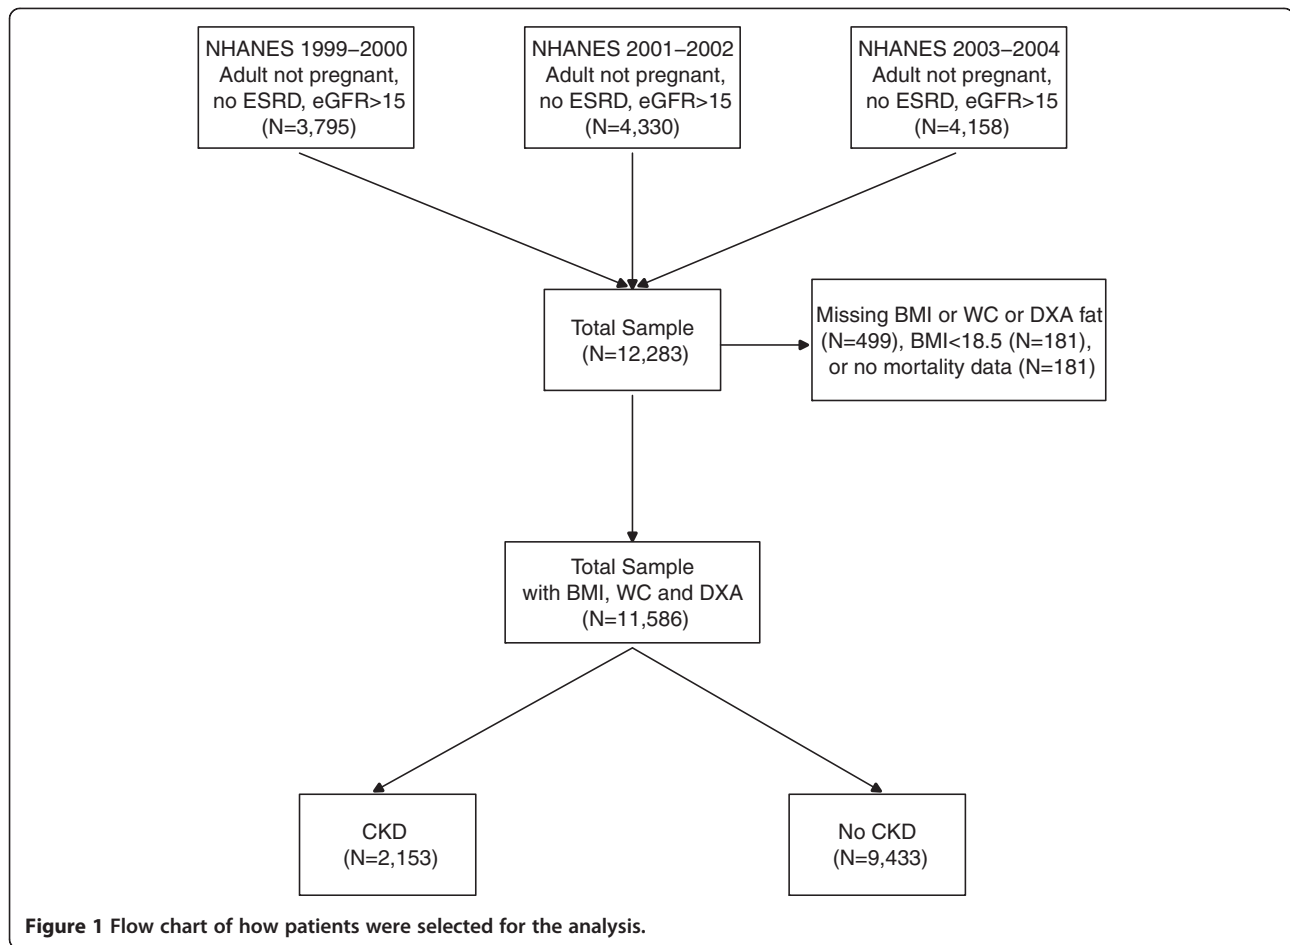 NHANES 1999–2000
Adult not pregnant,
no ESRD, eGFR>15
(N=3,795)
NHANES 2001–2002
Adult not pregnant,
no ESRD, eGFR>15
(N=4,330)
NHANES 2003–2004
Adult not pregnant,
no ESRD, eGFR>15
(N=4,158)
Total Sample
(N=12,283)
Missing BMI or WC or DXA fat
(N=499), BMI<18.5 (N=181),
or no mortality data (N=181)
Total Sample
with BMI, WC and DXA
(N=11,586)
CKD
(N=2,153)
No CKD
(N=9,433)
Figure 1 Flow chart of how patients were selected for the analysis.